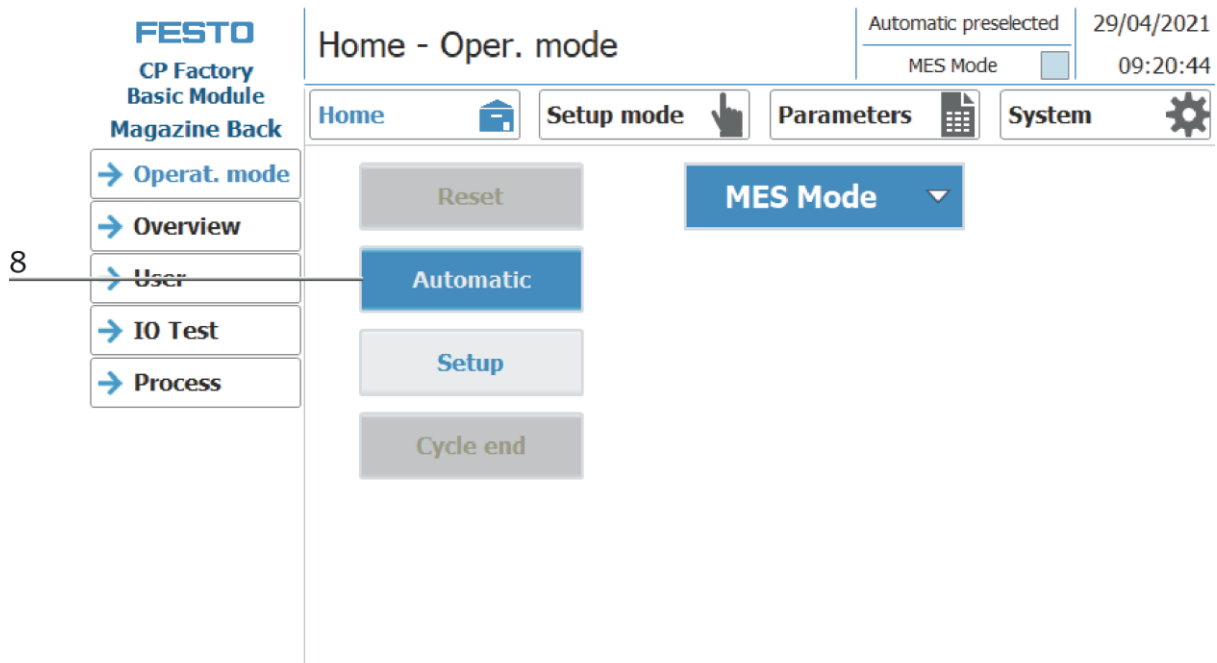 FESTO
CP Factory
Basic Module
Magazine Back
Home - Oper. mode
Automatic preselected
MES Mode
29/04/2021
09:20:44
Home
Setup mode
Parameters
System
Operat. mode
Overview
User
IO Test
Process
8
Reset
MES Mode
Automatic
Setup
Cycle end